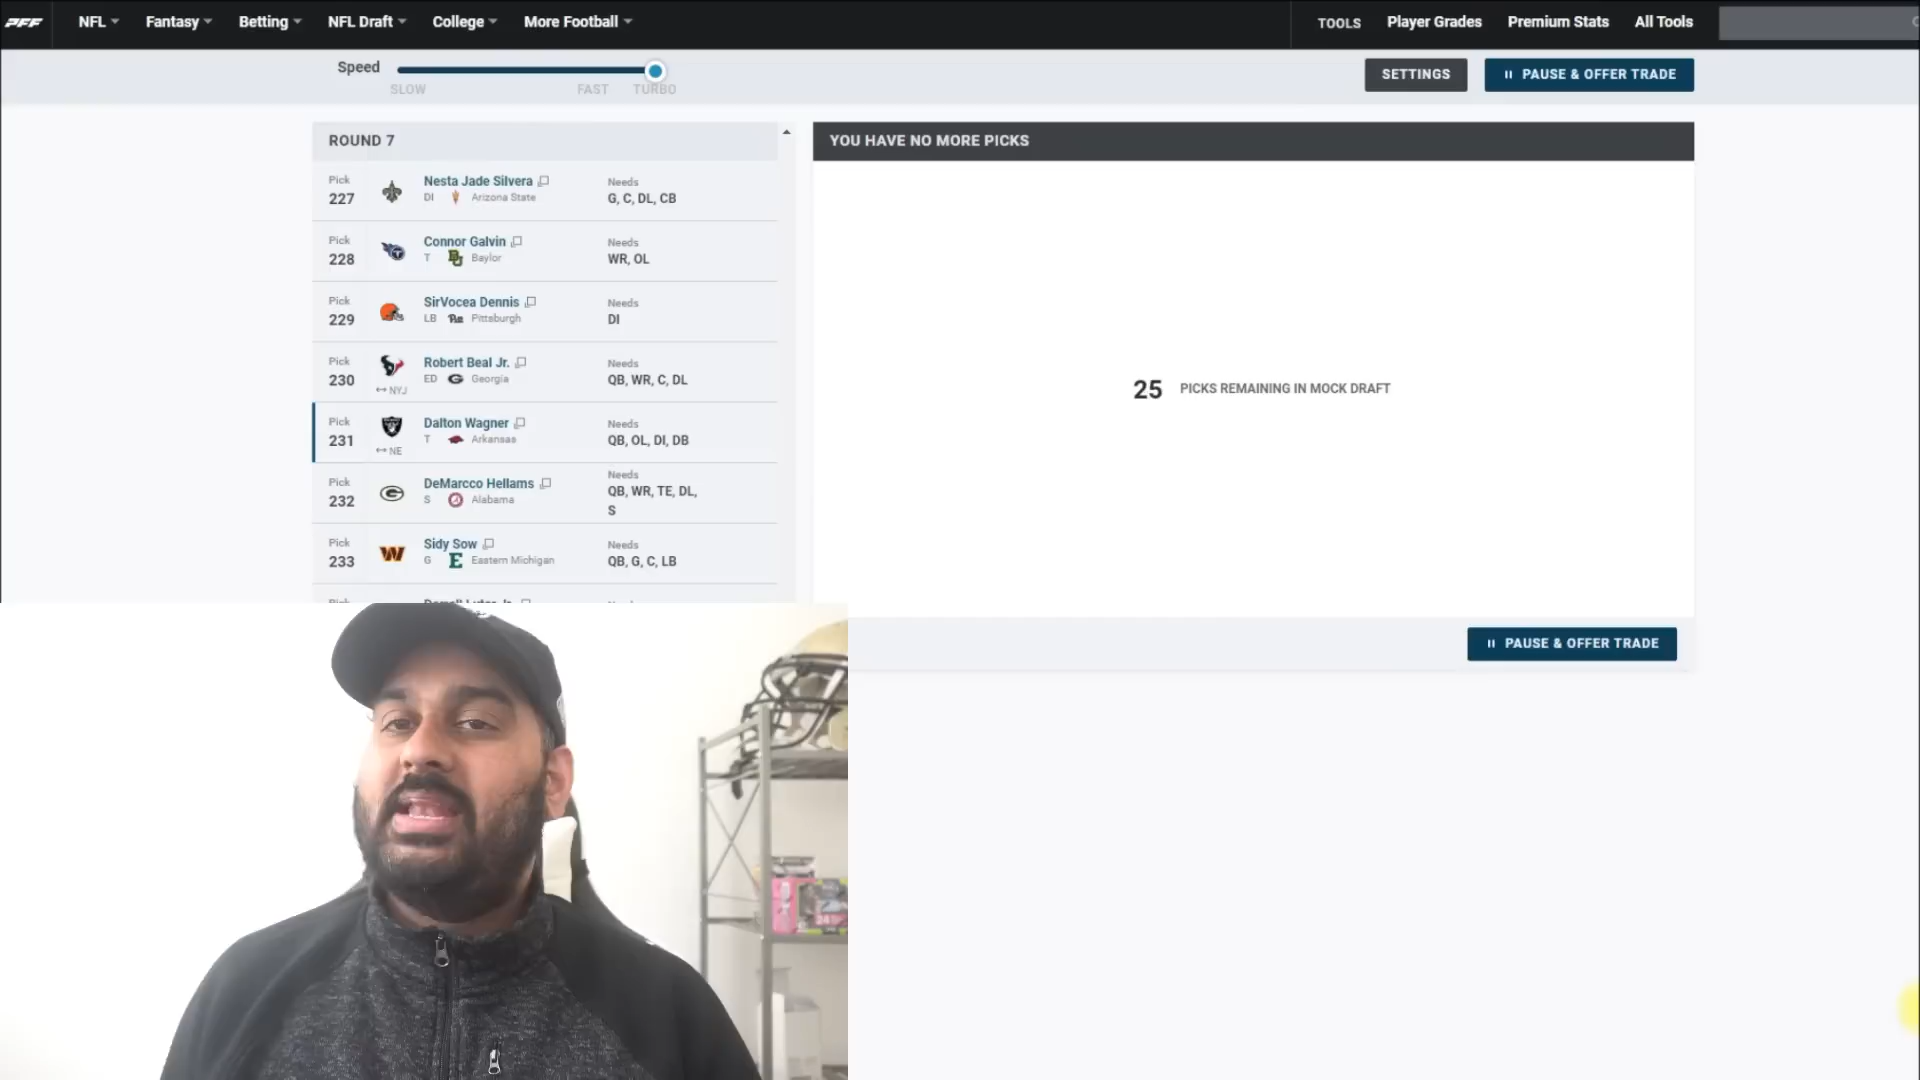 PFF NFL Fantasy Betting NFL Draft College More Football TOOLS Player Grades Premium Stats All Tools
Speed
SLOW FAST TURBO
SETTINGS PAUSE & OFFER TRADE
ROUND 7
Pick 227
Nesta Jade Silvera
DI Arizona State
Needs
G, C, DL, CB
Pick 228
Connor Galvin
T Baylor
Needs
WR, OL
Pick 229
SirVocea Dennis
LB Pitt Pittsburgh
Needs
DI
Pick 230
NYJ
Robert Beal Jr.
ED G Georgia
Needs
QB, WR, C, DL
Pick 231
NE
Dalton Wagner
T Arkansas
Needs
QB, OL, DI, DB
Pick 232
G
DeMarcco Hellams
S Alabama
Needs
QB, WR, TE, DL,
S
Pick 233
W
Sidy Sow
G E Eastern Michigan
Needs
QB, G, C, LB
YOU HAVE NO MORE PICKS
25 PICKS REMAINING IN MOCK DRAFT
PAUSE & OFFER TRADE